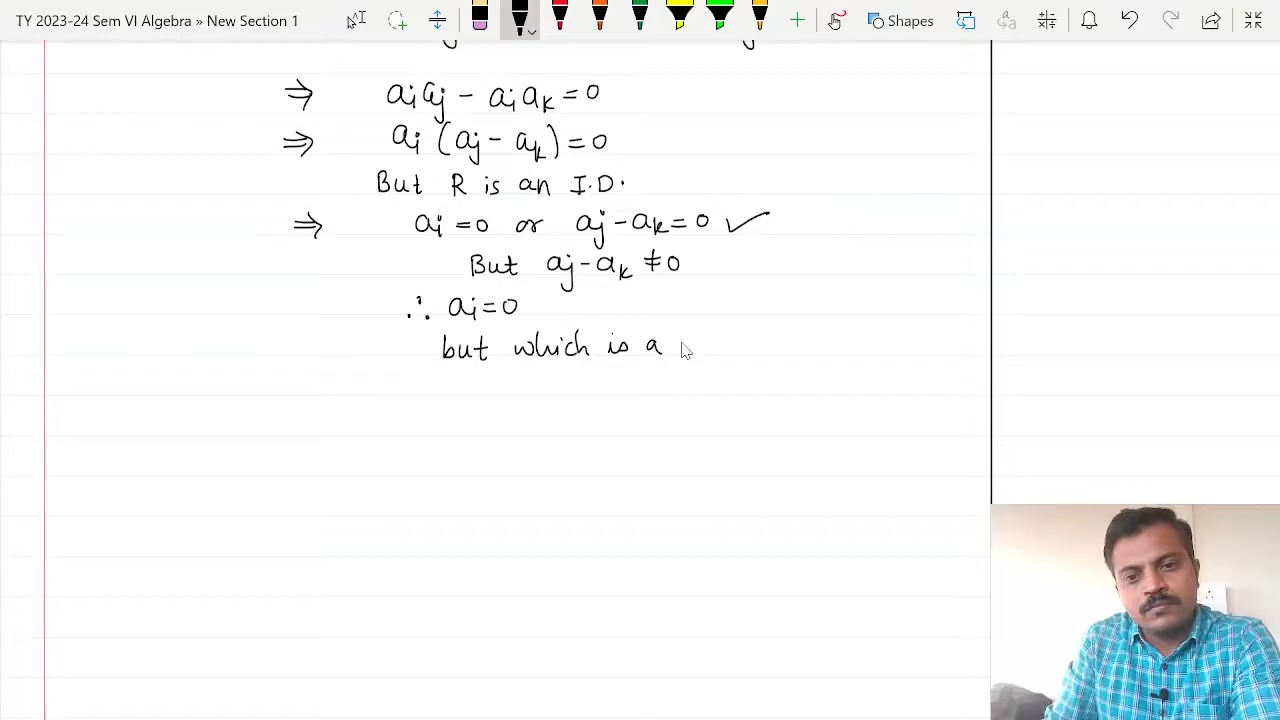 TY 2023-24 Sem VI Algebra » New Section 1
Shapes
⇒ aᵢaⱼ - aᵢaₖ = 0
⇒ aᵢ (aⱼ - aₖ) = 0
But R is an I.D.
⇒ aᵢ = 0 or aⱼ - aₖ = 0 ✓
But aⱼ - aₖ ≠ 0
∴ aᵢ = 0
but which is a